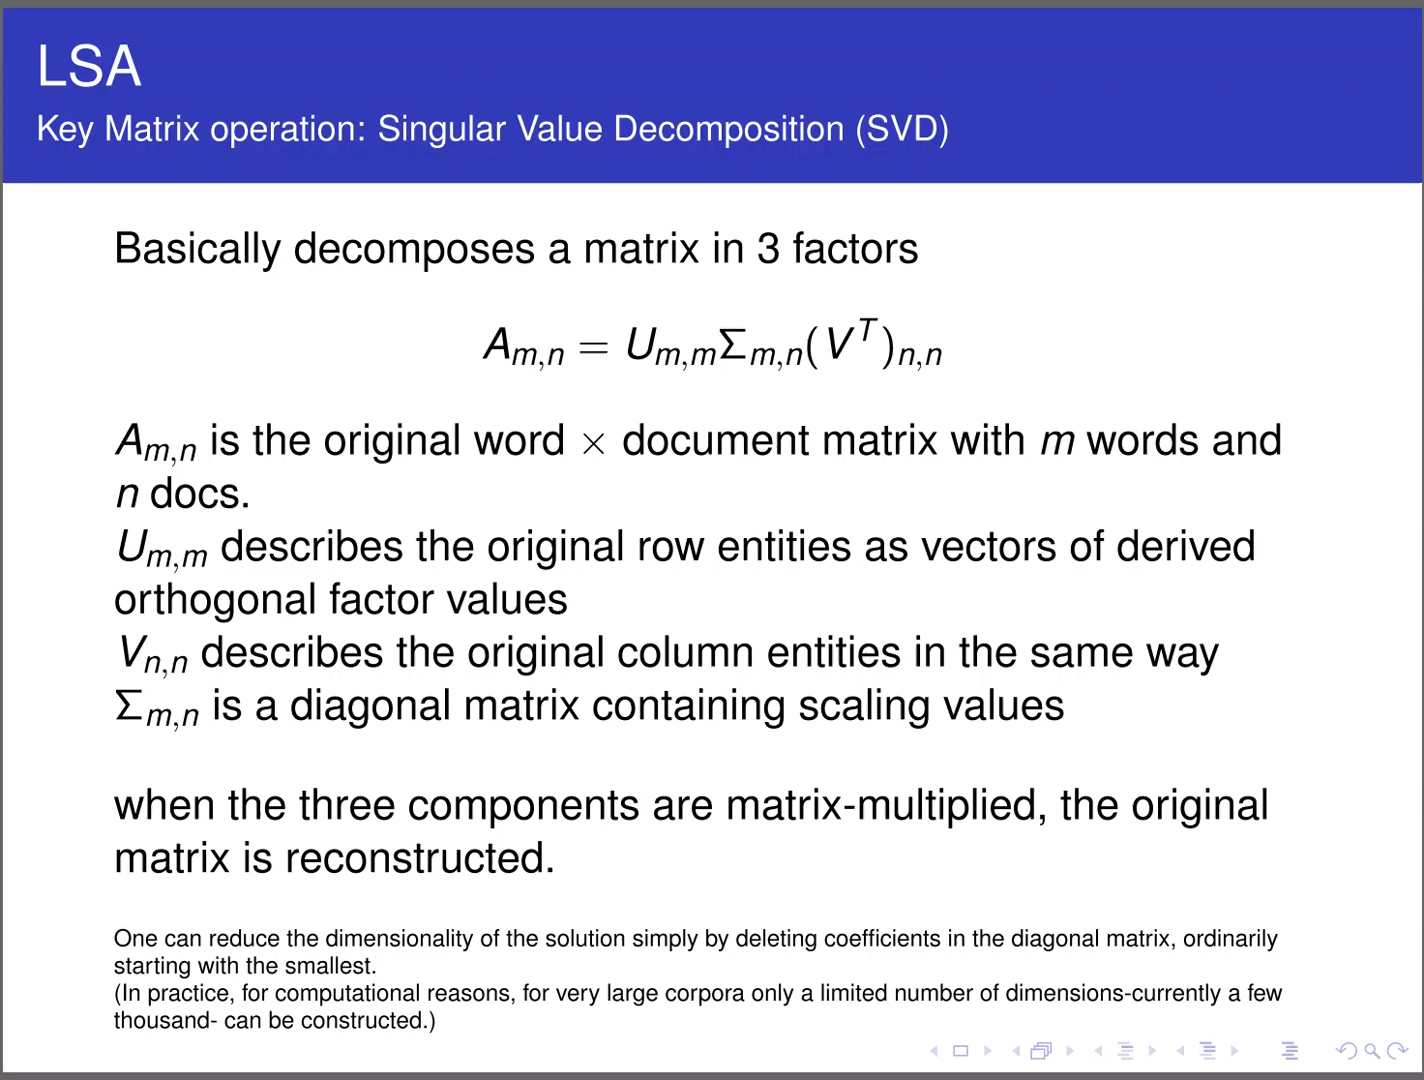 LSA
Key Matrix operation: Singular Value Decomposition (SVD)
Basically decomposes a matrix in 3 factors
A_{m,n} = U_{m,m}Σ_{m,n}(V^T)_{n,n}
A_{m,n} is the original word × document matrix with m words and
n docs.
U_{m,m} describes the original row entities as vectors of derived
orthogonal factor values
V_{n,n} describes the original column entities in the same way
Σ_{m,n} is a diagonal matrix containing scaling values
when the three components are matrix-multiplied, the original
matrix is reconstructed.
One can reduce the dimensionality of the solution simply by deleting coefficients in the diagonal matrix, ordinarily
starting with the smallest.
(In practice, for computational reasons, for very large corpora only a limited number of dimensions-currently a few
thousand- can be constructed.)